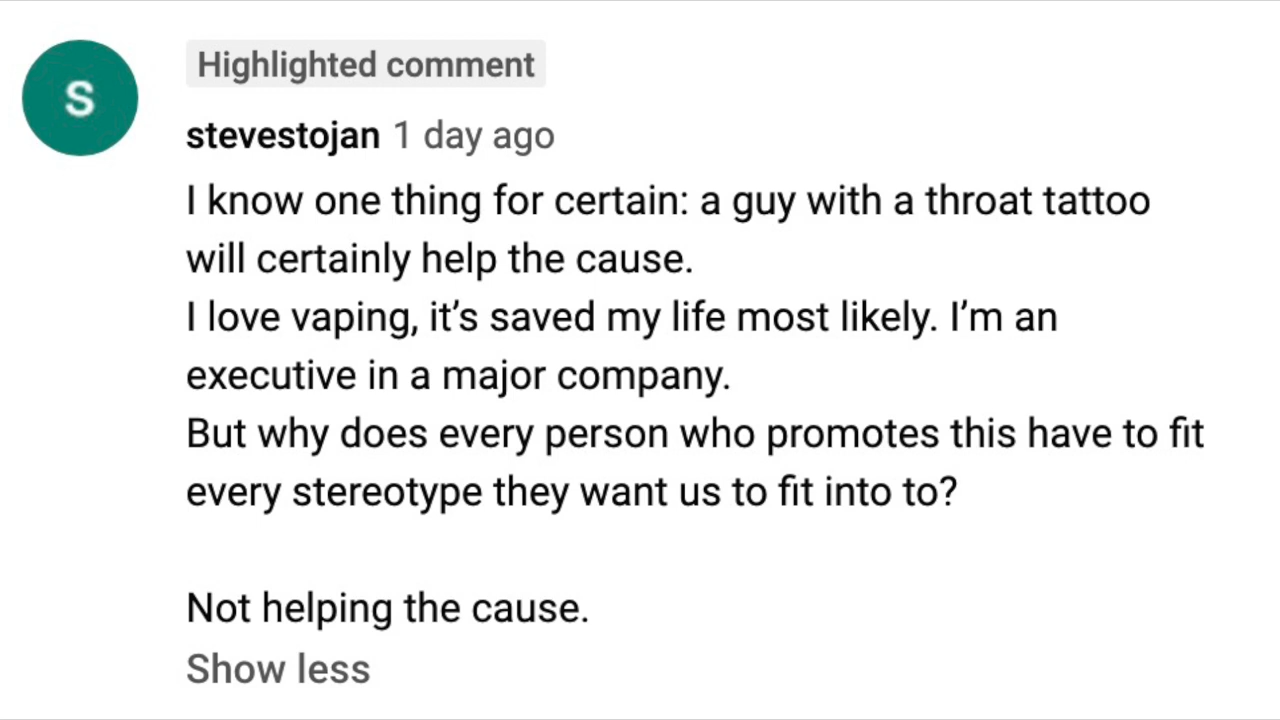 S
Highlighted comment
stevestojan 1 day ago
I know one thing for certain: a guy with a throat tattoo
will certainly help the cause.
I love vaping, it’s saved my life most likely. I’m an
executive in a major company.
But why does every person who promotes this have to fit
every stereotype they want us to fit into to?
Not helping the cause.
Show less